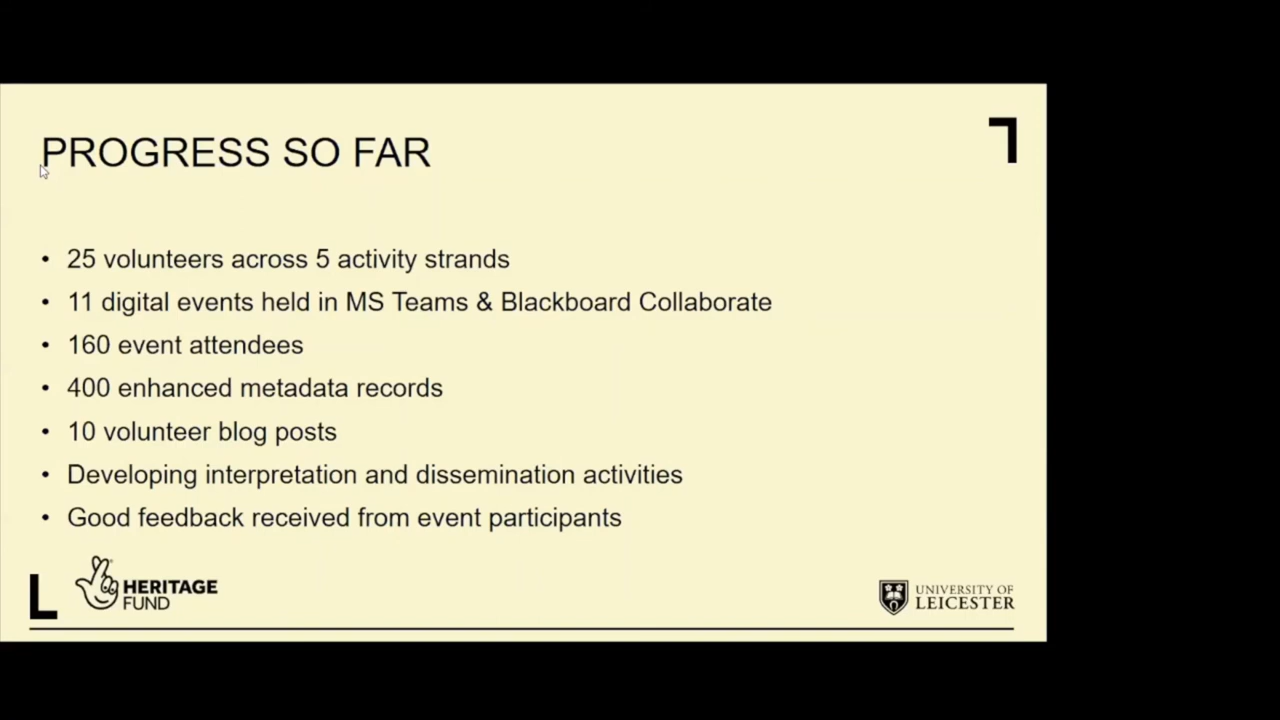 PROGRESS SO FAR
• 25 volunteers across 5 activity strands
• 11 digital events held in MS Teams & Blackboard Collaborate
• 160 event attendees
• 400 enhanced metadata records
• 10 volunteer blog posts
• Developing interpretation and dissemination activities
• Good feedback received from event participants
HERITAGE
FUND
UNIVERSITY OF
LEICESTER